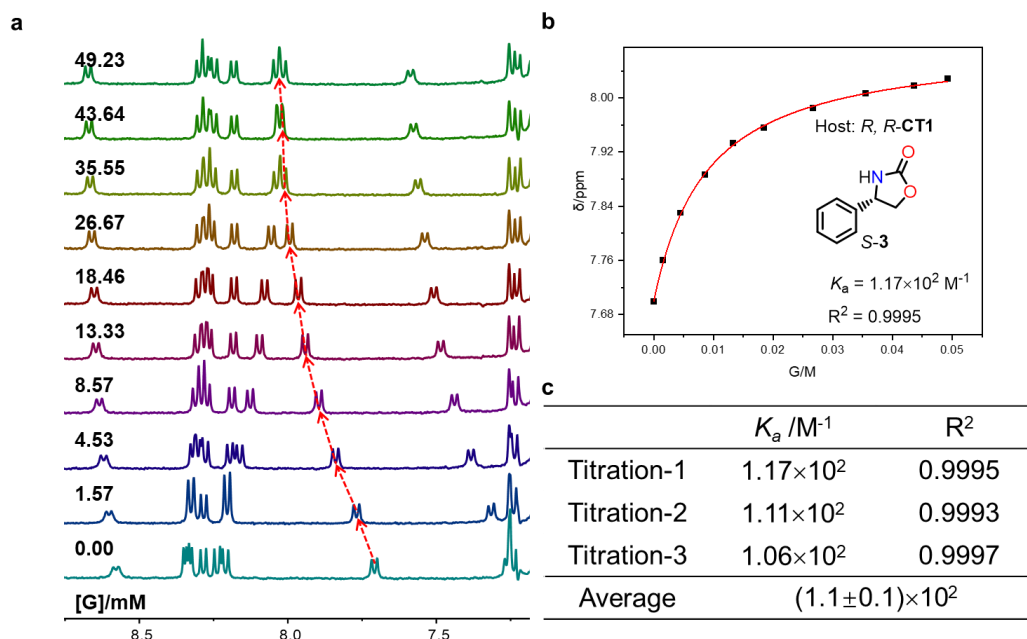 a
49.23
43.64
35.55
26.67
18.46
13.33
8.57
4.53
1.57
0.00
[G]/mM
8.5 8.0 7.5
b
8.00
7.92
7.84
7.76
7.68
δ/ppm
Host: R, R-CT1
HN O
O
S-3
Kₐ = 1.17×10² M⁻¹
R² = 0.9995
0.00 0.01 0.02 0.03 0.04 0.05
G/M
c
Kₐ /M⁻¹ R²
Titration-1 1.17×10² 0.9995
Titration-2 1.11×10² 0.9993
Titration-3 1.06×10² 0.9997
Average (1.1±0.1)×10²